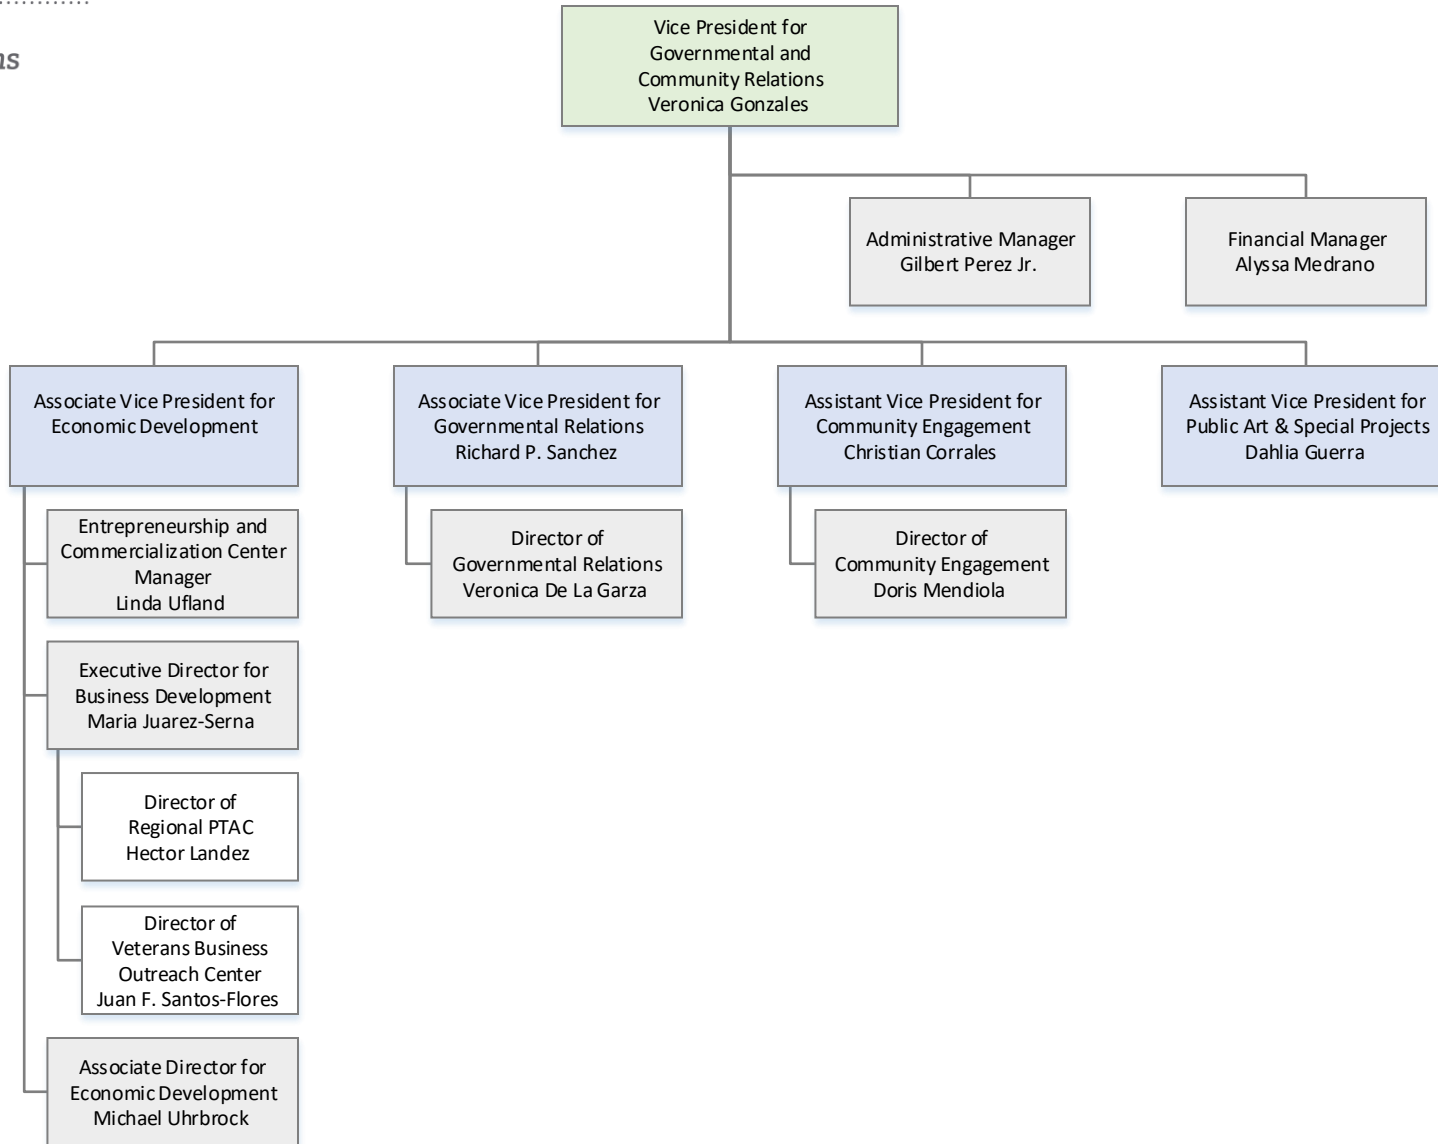 Vice President for
Governmental and
Community Relations
Veronica Gonzales
Administrative Manager
Gilbert Perez Jr.
Financial Manager
Alyssa Medrano
Associate Vice President for
Economic Development
Associate Vice President for
Governmental Relations
Richard P. Sanchez
Assistant Vice President for
Community Engagement
Christian Corrales
Assistant Vice President for
Public Art & Special Projects
Dahlia Guerra
Entrepreneurship and
Commercialization Center
Manager
Linda Ufland
Director of
Governmental Relations
Veronica De La Garza
Director of
Community Engagement
Doris Mendiola
Executive Director for
Business Development
Maria Juarez-Serna
Director of
Regional PTAC
Hector Landez
Director of
Veterans Business
Outreach Center
Juan F. Santos-Flores
Associate Director for
Economic Development
Michael Uhrbrock